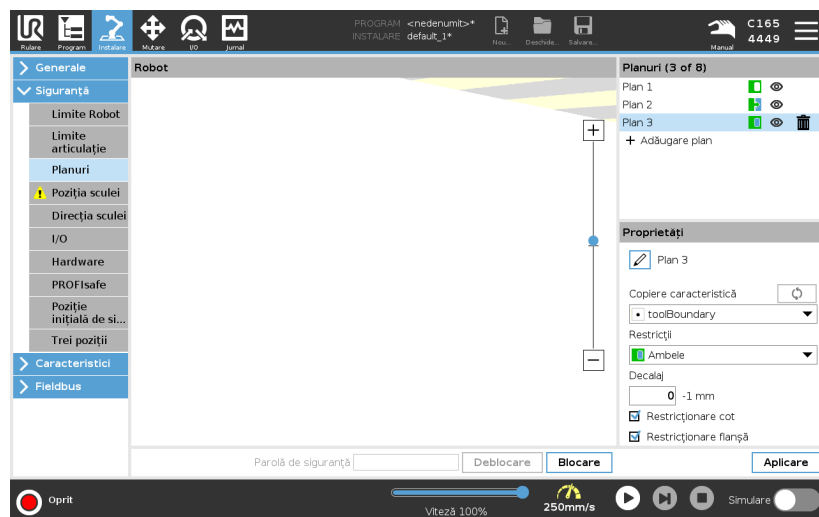 PROGRAM <nedenumit>*
INSTALARE default_1*
Rulare Program Instalare Mutare I/O Jurnal Nou... Deschide... Salvare... Manual
C165
4449
Generale
Siguranță
Limite Robot
Limite
articulație
Planuri
Poziția sculei
Direcția sculei
I/O
Hardware
PROFIsafe
Poziție
inițială de si...
Trei poziții
Caracteristici
Fieldbus
Robot
Planuri (3 of 8)
Plan 1
Plan 2
Plan 3
Adăugare plan
Proprietăți
Plan 3
Copiere caracteristică
toolBoundary
Restricții
Ambele
Decalaj
0 -1 mm
Restricționare cot
Restricționare flanșă
Parolă de siguranță Deblocare Blocare Aplicare
Oprit
Viteză 100%
250mm/s
Simulare